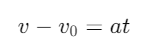 v − v₀ = at